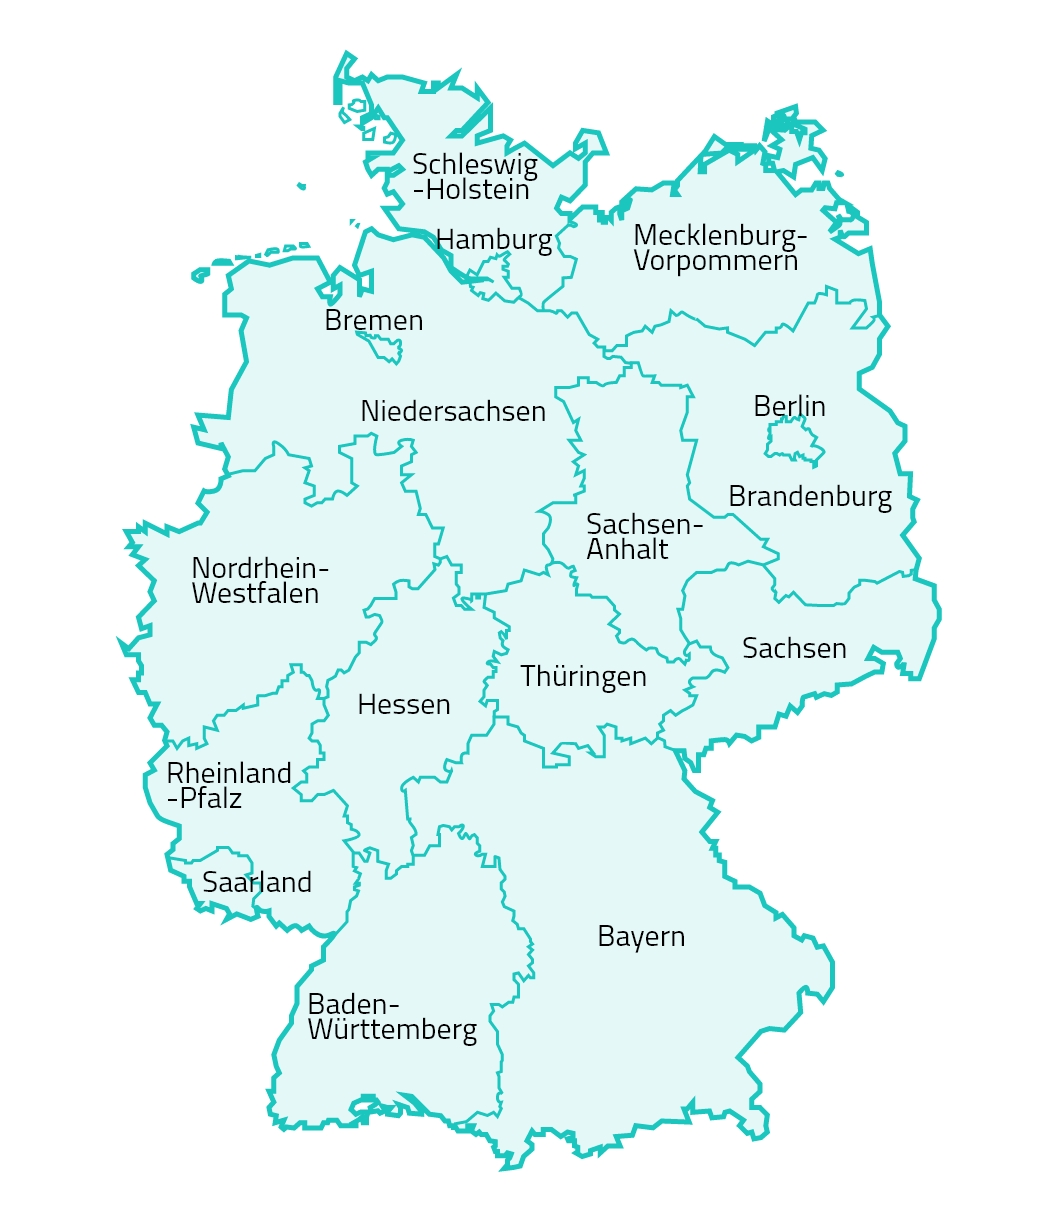 Schleswig
-Holstein
Hamburg
Mecklenburg-
Vorpommern
Bremen
Niedersachsen
Berlin
Brandenburg
Sachsen-
Anhalt
Nordrhein-
Westfalen
Sachsen
Thüringen
Hessen
Rheinland
-Pfalz
Saarland
Bayern
Baden-
Württemberg